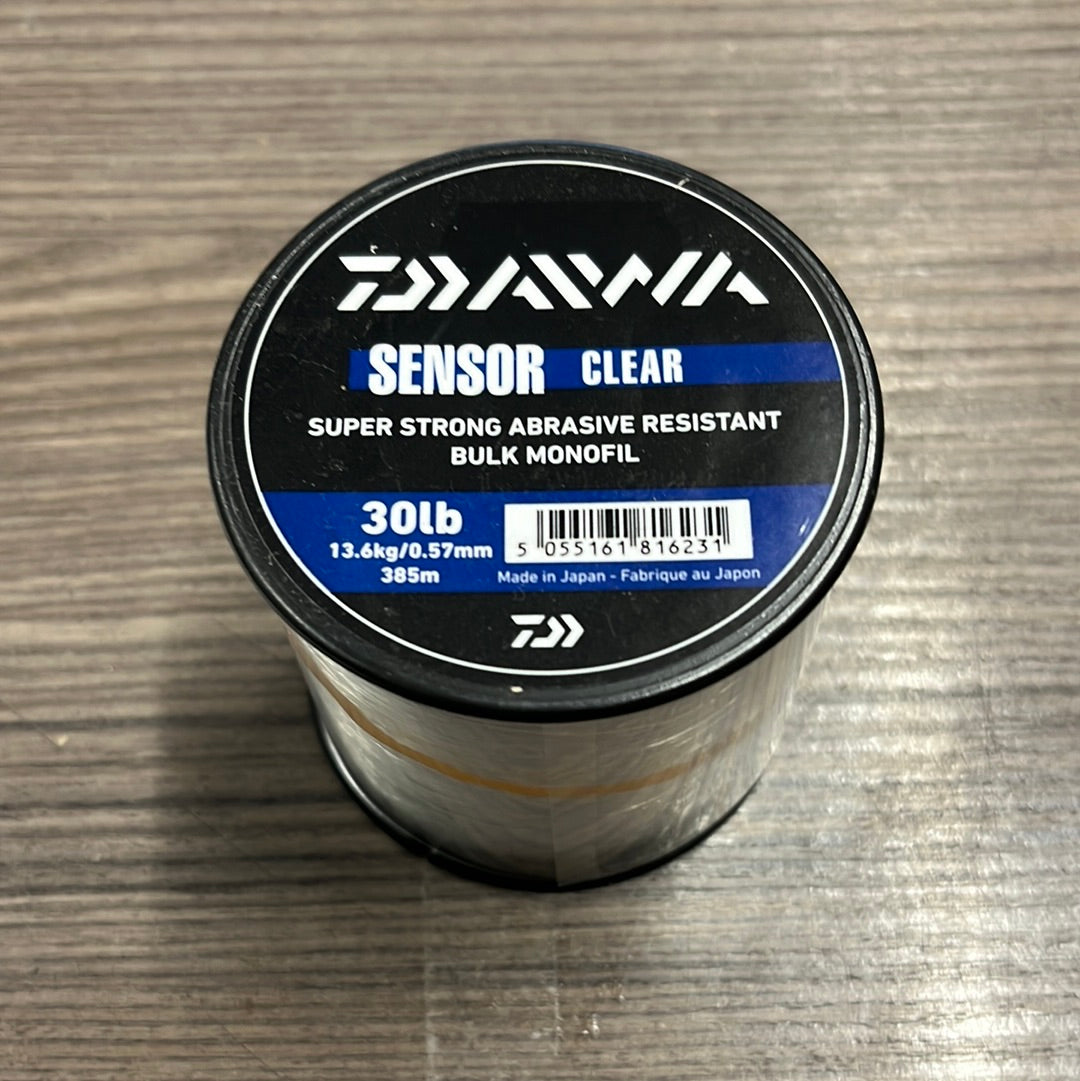 DAIWA
SENSOR CLEAR
SUPER STRONG ABRASIVE RESISTANT
BULK MONOFIL
30lb
13.6kg/0.57mm
385m
5 055161 816231
Made in Japan - Fabrique au Japon